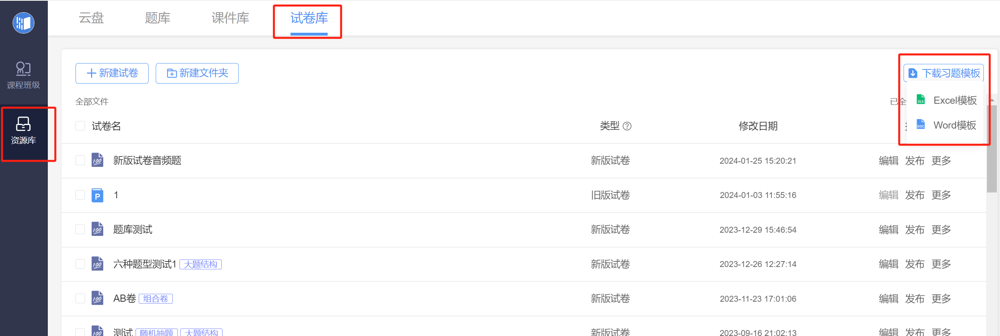 云盘 题库 课件库 试卷库
课程班级
资源库
新建试卷 新建文件夹 下载习题模板
全部文件 已全
Excel模板
Word模板
试卷名 类型 修改日期
新版试卷音频题 新版试卷 2024-01-25 15:20:21 编辑 发布 更多
1 旧版试卷 2024-01-03 11:55:16 编辑 发布 更多
题库测试 新版试卷 2023-12-29 15:46:54 编辑 发布 更多
六种题型测试1 大题结构 新版试卷 2023-12-26 12:27:14 编辑 发布 更多
AB卷 组合卷 新版试卷 2023-11-23 17:01:06 编辑 发布 更多
测试 随机抽题 大题结构 新版试卷 2023-09-16 21:02:13 编辑 发布 更多